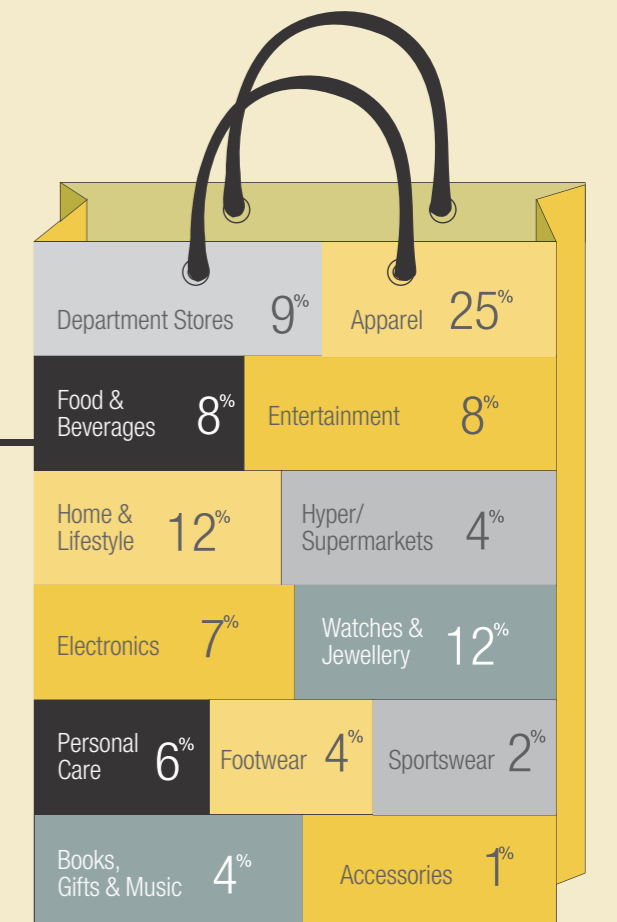 Department Stores 9% Apparel 25%
Food &
Beverages 8% Entertainment 8%
Home &
Lifestyle 12% Hyper/
Supermarkets 4%
Electronics 7% Watches &
Jewellery 12%
Personal
Care 6% Footwear 4% Sportswear 2%
Books,
Gifts & Music 4% Accessories 1%